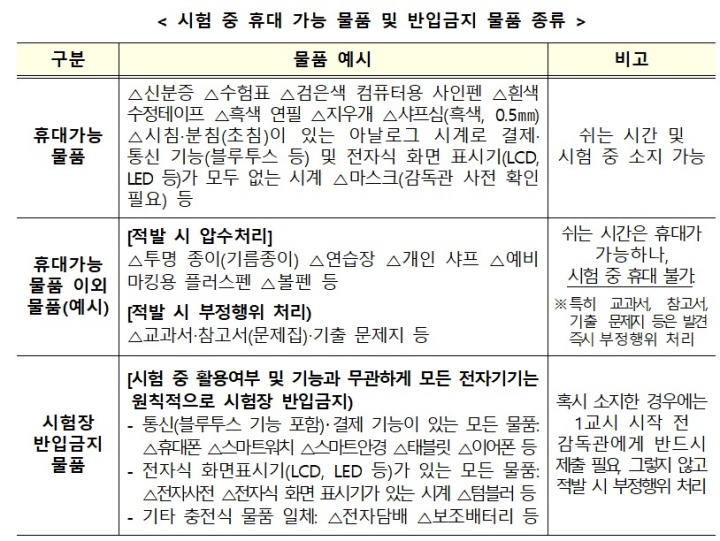 < 시험 중 휴대 가능 물품 및 반입금지 물품 종류 >
구분
물품 예시
비고
휴대가능
물품
△신분증 △수험표 △검은색 컴퓨터용 사인펜 △흰색
수정테이프 △흑색 연필 △지우개 △샤프심(흑색, 0.5㎜)
△시침·분침(초침)이 있는 아날로그 시계로 결제·
통신 기능(블루투스 등) 및 전자식 화면 표시기(LCD,
LED 등)가 모두 없는 시계 △마스크(감독관 사전 확인
필요) 등
쉬는 시간 및
시험 중 소지 가능
휴대가능
물품 이외
물품(예시)
[적발 시 압수처리]
△투명 종이(기름종이) △연습장 △개인 샤프 △예비
마킹용 플러스펜 △볼펜 등
[적발 시 부정행위 처리)
△교과서·참고서(문제집)·기출 문제지 등
쉬는 시간은 휴대가
가능하나,
시험 중 휴대 불가.
※특히 교과서, 참고서,
기출 문제지 등은 발견
즉시 부정행위 처리
시험장
반입금지
물품
[시험 중 활용여부 및 기능과 무관하게 모든 전자기기는
원칙적으로 시험장 반입금지)
- 통신(블루투스 기능 포함)·결제 기능이 있는 모든 물품:
△휴대폰 △스마트워치 △스마트안경 △태블릿 △이어폰 등
- 전자식 화면표시기(LCD, LED 등)가 있는 모든 물품:
△전자사전 △전자식 화면 표시기가 있는 시계 △텀블러 등
- 기타 충전식 물품 일체: △전자담배 △보조배터리 등
혹시 소지한 경우에는
1교시 시작 전
감독관에게 반드시
제출 필요, 그렇지 않고
적발 시 부정행위 처리